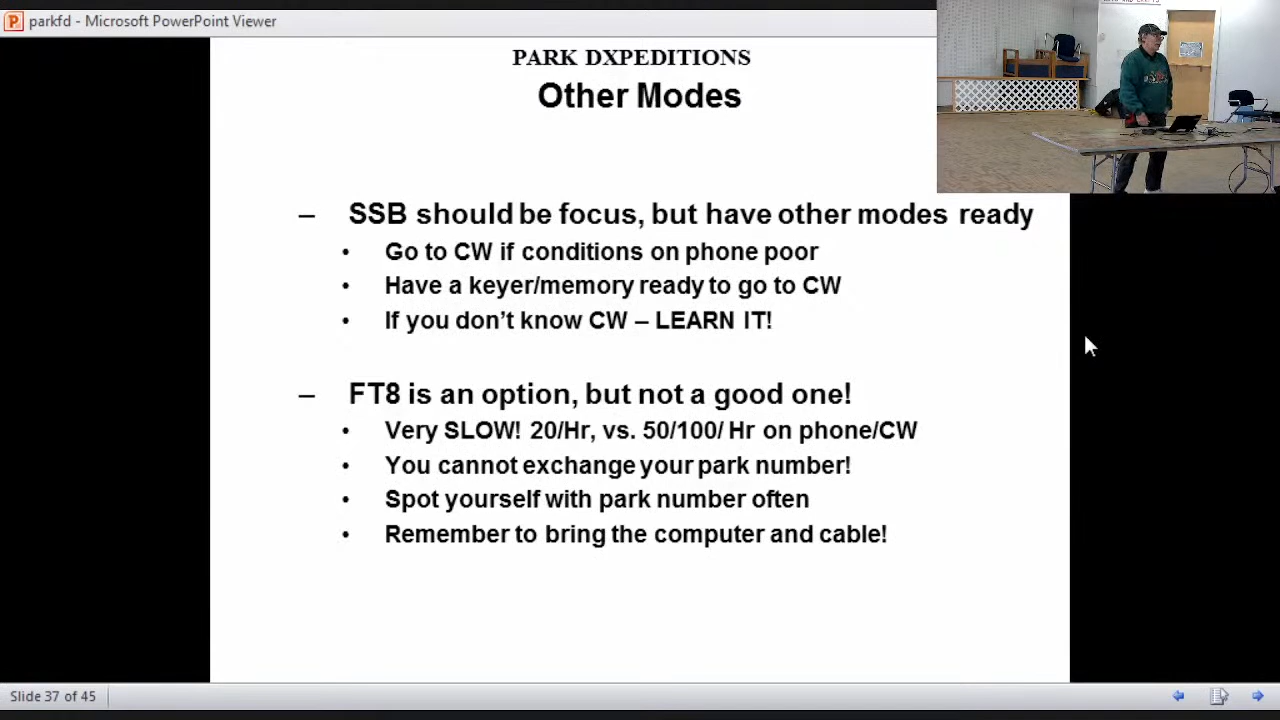 parkfd - Microsoft PowerPoint Viewer
PARK DXPEDITIONS
Other Modes
– SSB should be focus, but have other modes ready
• Go to CW if conditions on phone poor
• Have a keyer/memory ready to go to CW
• If you don't know CW – LEARN IT!
– FT8 is an option, but not a good one!
• Very SLOW! 20/Hr, vs. 50/100/ Hr on phone/CW
• You cannot exchange your park number!
• Spot yourself with park number often
• Remember to bring the computer and cable!
Slide 37 of 45